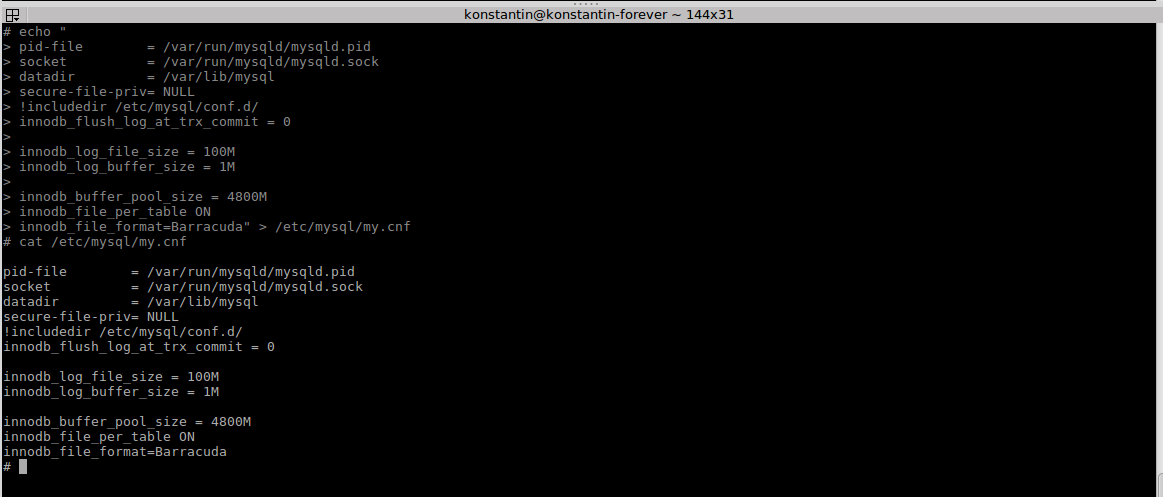 konstantin@konstantin-forever ~ 144x31
# echo "
> pid-file        = /var/run/mysqld/mysqld.pid
> socket          = /var/run/mysqld/mysqld.sock
> datadir         = /var/lib/mysql
> secure-file-priv= NULL
> !includedir /etc/mysql/conf.d/
> innodb_flush_log_at_trx_commit = 0
>
> innodb_log_file_size = 100M
> innodb_log_buffer_size = 1M
>
> innodb_buffer_pool_size = 4800M
> innodb_file_per_table ON
> innodb_file_format=Barracuda" > /etc/mysql/my.cnf
# cat /etc/mysql/my.cnf

pid-file        = /var/run/mysqld/mysqld.pid
socket          = /var/run/mysqld/mysqld.sock
datadir         = /var/lib/mysql
secure-file-priv= NULL
!includedir /etc/mysql/conf.d/
innodb_flush_log_at_trx_commit = 0

innodb_log_file_size = 100M
innodb_log_buffer_size = 1M

innodb_buffer_pool_size = 4800M
innodb_file_per_table ON
innodb_file_format=Barracuda
#